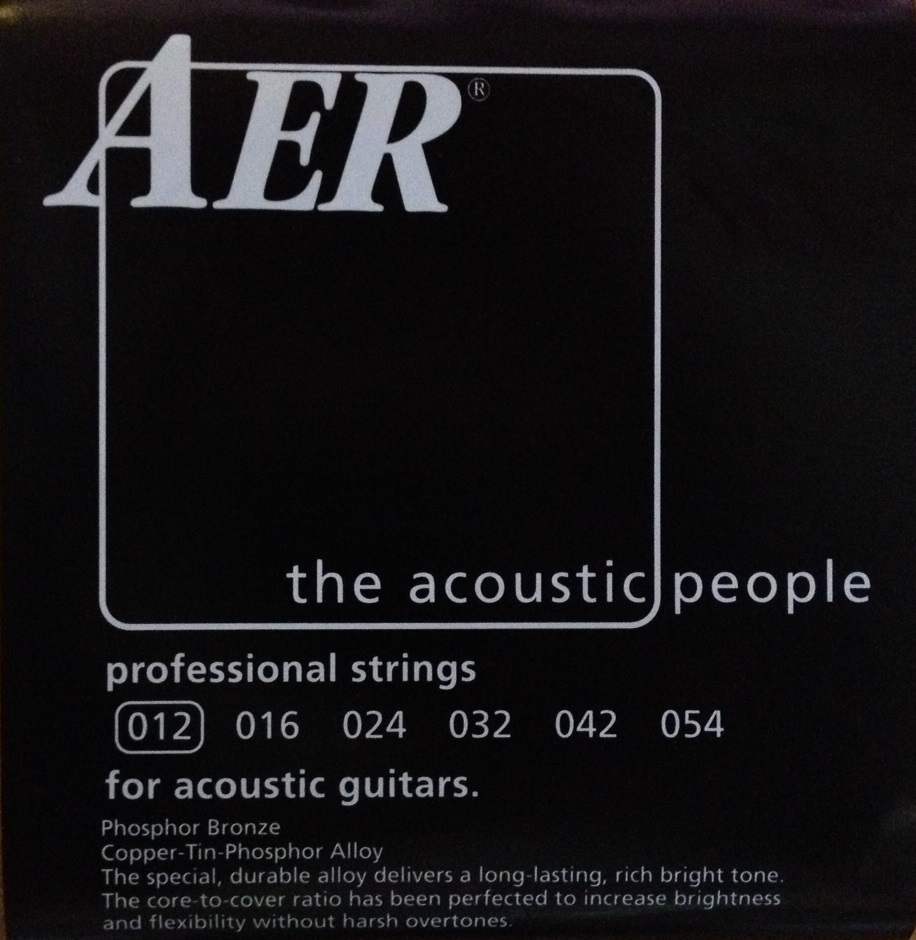 AER®
the acoustic people
professional strings
012 016 024 032 042 054
for acoustic guitars.
Phosphor Bronze
Copper-Tin-Phosphor Alloy
The special, durable alloy delivers a long-lasting, rich bright tone.
The core-to-cover ratio has been perfected to increase brightness
and flexibility without harsh overtones.